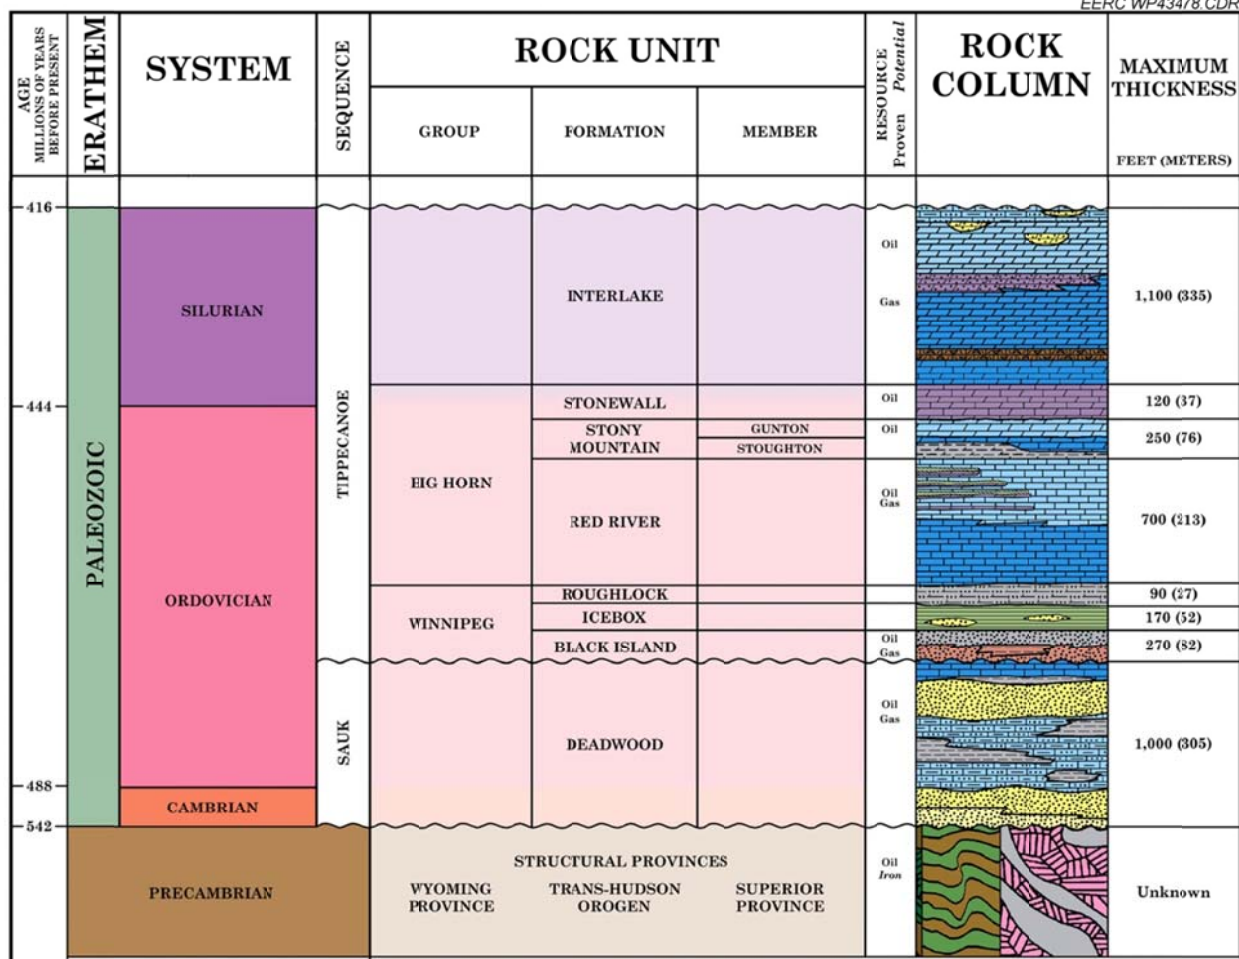 EERC WP43478.CDR
AGE
MILLIONS OF YEARS
BEFORE PRESENT
ERATHEM
SYSTEM
SEQUENCE
ROCK UNIT
GROUP
FORMATION
MEMBER
RESOURCE
Proven Potential
ROCK
COLUMN
MAXIMUM
THICKNESS
FEET (METERS)
416
444
488
542
PALEOZOIC
SILURIAN
ORDOVICIAN
CAMBRIAN
PRECAMBRIAN
TIPPECANOE
SAUK
INTERLAKE
Oil
Gas
1,100 (335)
BIG HORN
STONEWALL
Oil
120 (37)
STONY
MOUNTAIN
GUNTON
STOUGHTON
Oil
250 (76)
RED RIVER
Oil
Gas
700 (213)
WINNIPEG
ROUGHLOCK
90 (27)
ICEBOX
170 (52)
BLACK ISLAND
Oil
Gas
270 (82)
DEADWOOD
Oil
Gas
1,000 (305)
STRUCTURAL PROVINCES
WYOMING
PROVINCE
TRANS-HUDSON
OROGEN
SUPERIOR
PROVINCE
Oil
Iron
Unknown